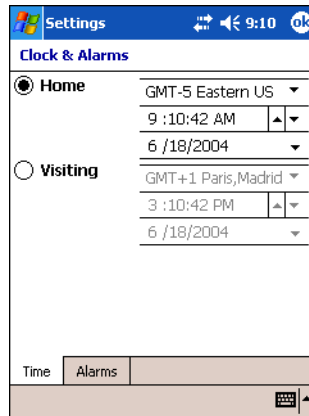 Settings 9:10 ok
Clock & Alarms
Home GMT-5 Eastern US
9 :10:42 AM
6 /18/2004
Visiting GMT+1 Paris,Madrid
3 :10:42 PM
6 /18/2004
Time Alarms